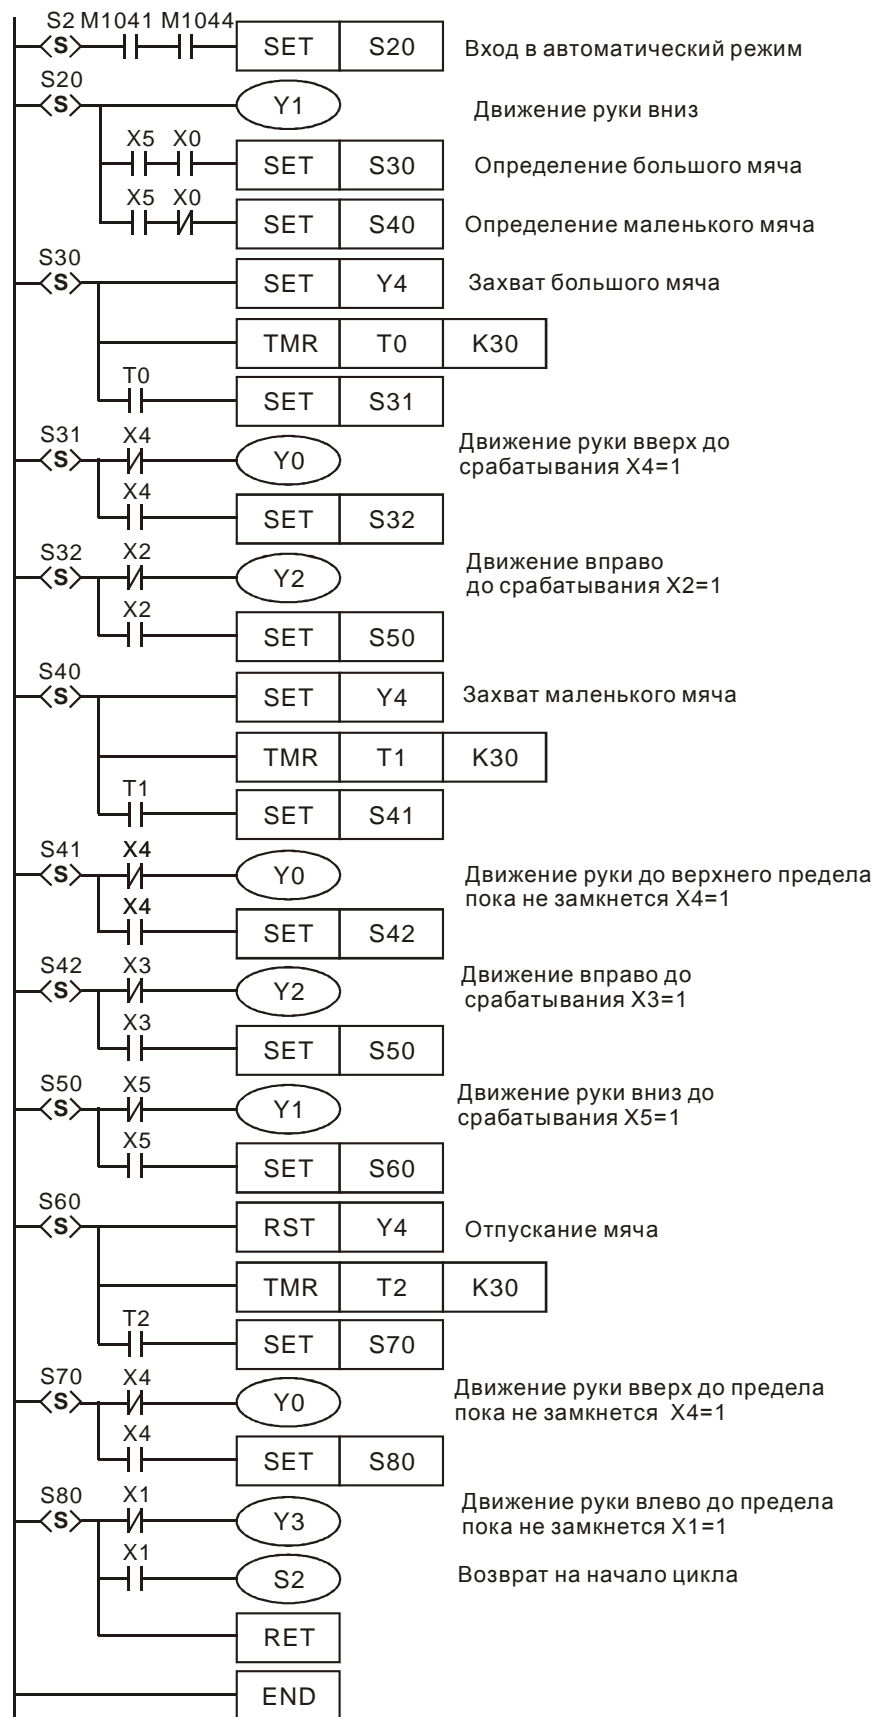 S2 M1041 M1044
S SET S20 Вход в автоматический режим
S20
S Y1 Движение руки вниз
X5 X0
SET S30 Определение большого мяча
X5 X0
SET S40 Определение маленького мяча
S30
S SET Y4 Захват большого мяча
TMR T0 K30
T0
SET S31
S31 X4
S Y0 Движение руки вверх до
срабатывания X4=1
X4
SET S32
S32 X2
S Y2 Движение вправо
до срабатывания X2=1
X2
SET S50
S40
S SET Y4 Захват маленького мяча
TMR T1 K30
T1
SET S41
S41 X4
S Y0 Движение руки до верхнего предела
пока не замкнется X4=1
X4
SET S42
S42 X3
S Y2 Движение вправо до
срабатывания X3=1
X3
SET S50
S50 X5
S Y1 Движение руки вниз до
срабатывания X5=1
X5
SET S60
S60
S RST Y4 Отпускание мяча
TMR T2 K30
T2
SET S70
S70 X4
S Y0 Движение руки вверх до предела
пока не замкнется X4=1
X4
SET S80
S80 X1
S Y3 Движение руки влево до предела
пока не замкнется X1=1
X1
S2 Возврат на начало цикла
RET
END